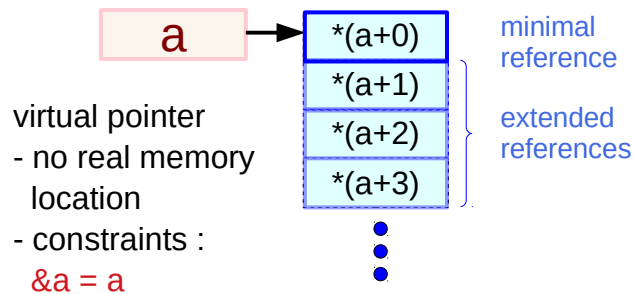 a
*(a+0)
*(a+1)
*(a+2)
*(a+3)
minimal
reference
extended
references
virtual pointer
- no real memory
location
- constraints :
&a = a